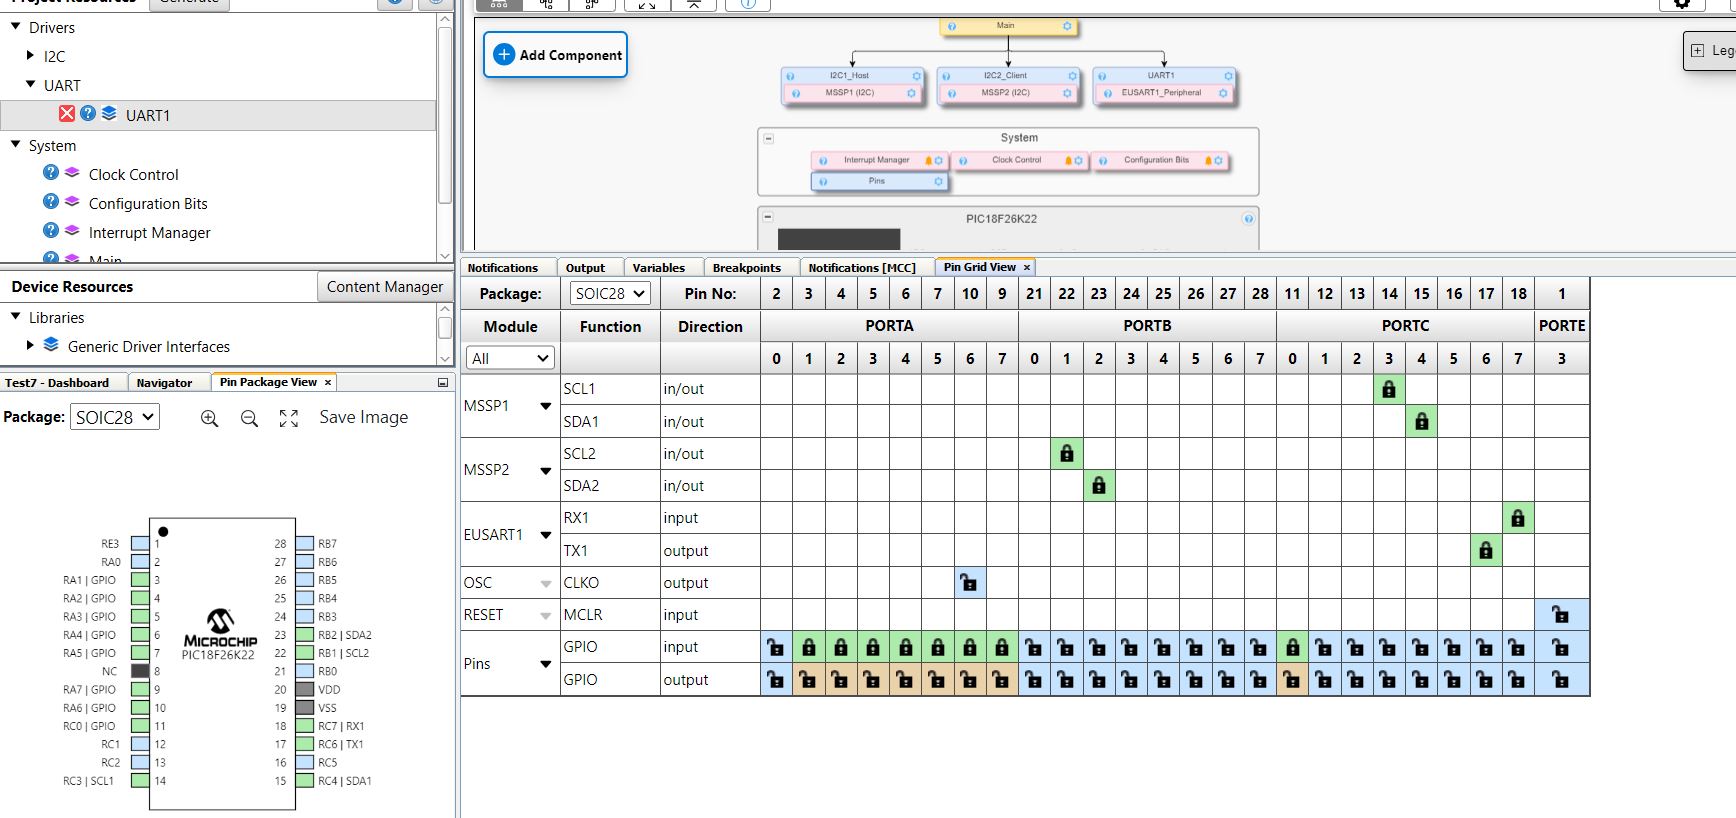 Project Resources Generate
Drivers
I2C
UART
UART1
System
Clock Control
Configuration Bits
Interrupt Manager
Main
Device Resources Content Manager
Libraries
Generic Driver Interfaces
Test7 - Dashboard Navigator Pin Package View ×
Package: SOIC28 Save Image
RE3 1 28 RB7
RA0 2 27 RB6
RA1 | GPIO 3 26 RB5
RA2 | GPIO 4 25 RB4
RA3 | GPIO 5 24 RB3
RA4 | GPIO 6 23 RB2 | SDA2
RA5 | GPIO 7 22 RB1 | SCL2
NC 8 21 RB0
RA7 | GPIO 9 20 VDD
RA6 | GPIO 10 19 VSS
RC0 | GPIO 11 18 RC7 | RX1
RC1 12 17 RC6 | TX1
RC2 13 16 RC5
RC3 | SCL1 14 15 RC4 | SDA1
MICROCHIP
PIC18F26K22
Add Component
Main
I2C1_Host I2C2_Client UART1
MSSP1 (I2C) MSSP2 (I2C) EUSART1_Peripheral
System
Interrupt Manager Clock Control Configuration Bits
Pins
PIC18F26K22
Notifications Output Variables Breakpoints Notifications [MCC] Pin Grid View ×
Package: SOIC28 Pin No: 2 3 4 5 6 7 10 9 21 22 23 24 25 26 27 28 11 12 13 14 15 16 17 18 1
Module Function Direction PORTA PORTB PORTC PORTE
All 0 1 2 3 4 5 6 7 0 1 2 3 4 5 6 7 0 1 2 3 4 5 6 7 3
MSSP1 SCL1 in/out
SDA1 in/out
MSSP2 SCL2 in/out
SDA2 in/out
EUSART1 RX1 input
TX1 output
OSC CLKO output
RESET MCLR input
Pins GPIO input
GPIO output